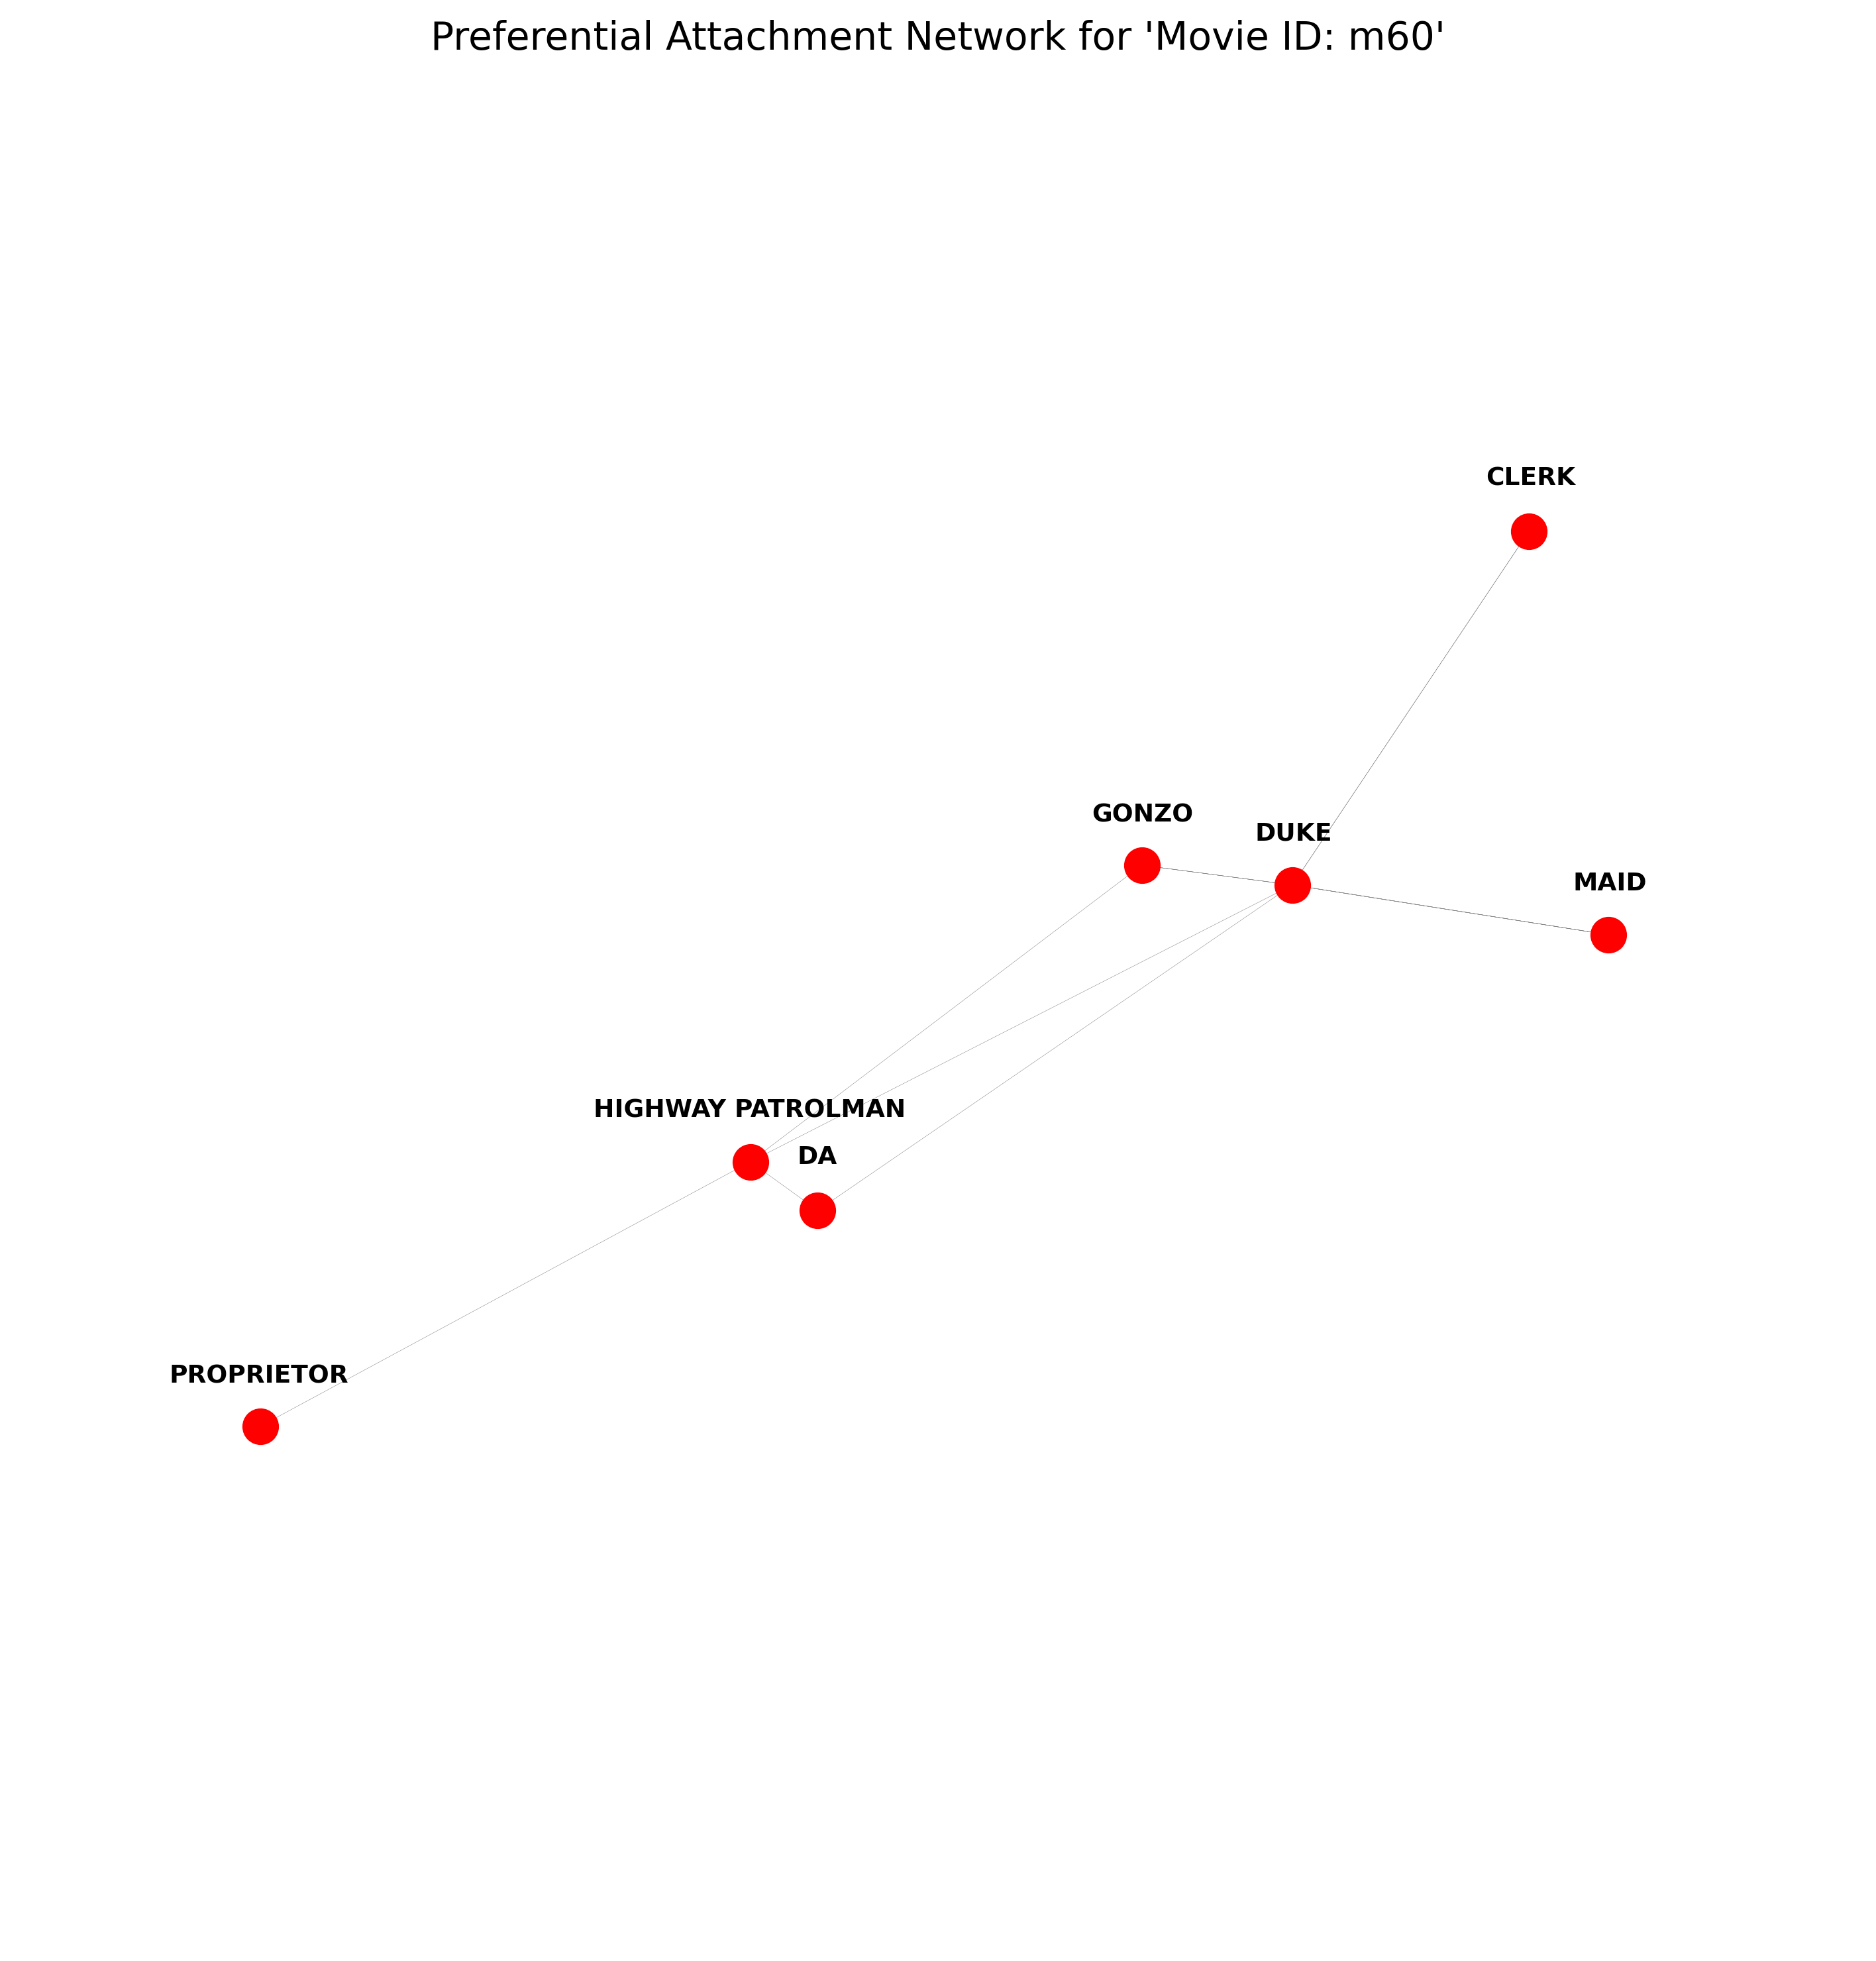 Preferential Attachment Network for 'Movie ID: m60'
CLERK
GONZO
DUKE
MAID
HIGHWAY PATROLMAN
DA
PROPRIETOR